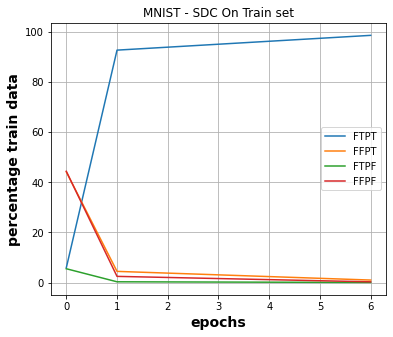 MNIST - SDC On Train set
percentage train data
100
80
60
40
20
0
FTPT
FFPT
FTPF
FFPF
0 1 2 3 4 5 6
epochs